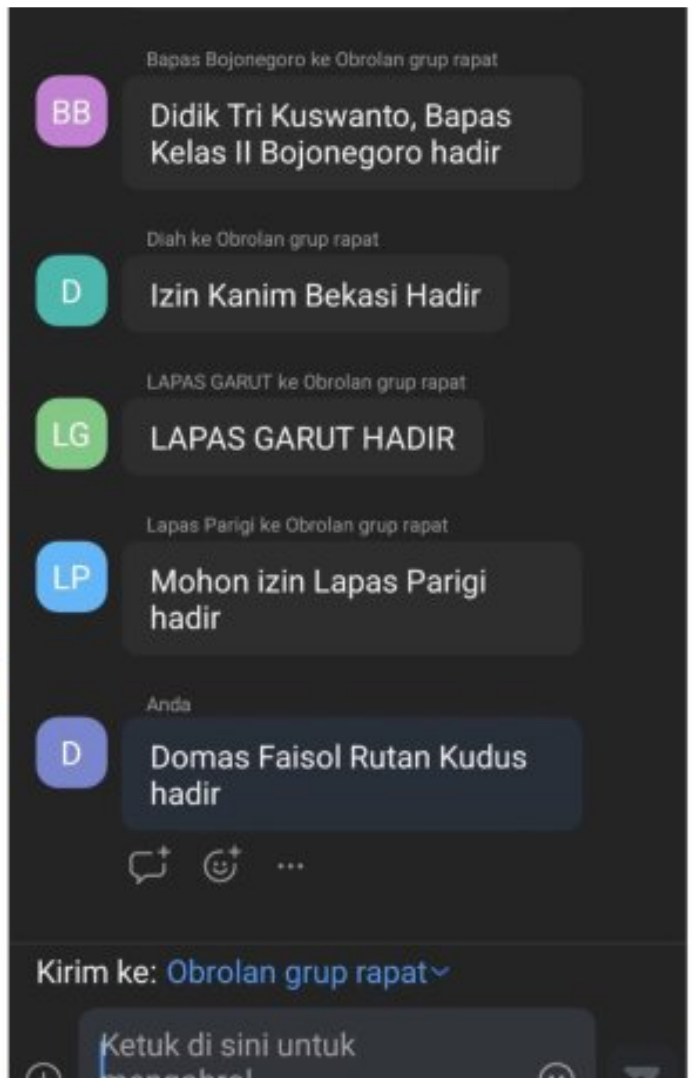 Bapas Bojonegoro ke Obrolan grup rapat
BB
Didik Tri Kuswanto, Bapas
Kelas II Bojonegoro hadir
Diah ke Obrolan grup rapat
D
Izin Kanim Bekasi Hadir
LAPAS GARUT ke Obrolan grup rapat
LG
LAPAS GARUT HADIR
Lapas Parigi ke Obrolan grup rapat
LP
Mohon izin Lapas Parigi
hadir
Anda
D
Domas Faisol Rutan Kudus
hadir
Kirim ke: Obrolan grup rapat
Ketuk di sini untuk